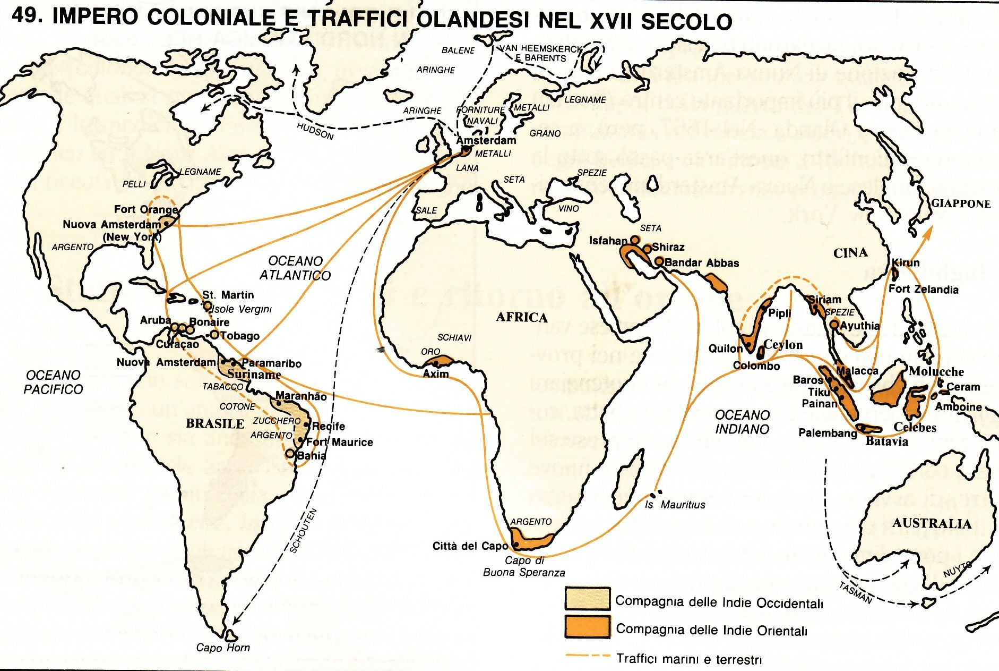 49. IMPERO COLONIALE E TRAFFICI OLANDESI NEL XVII SECOLO
BALENE
VAN HEEMSKERCK
E BARENTS
ARINGHE
LEGNAME
ARINGHE
FORNITURE
NAVALI
METALLI
HUDSON
GRANO
Amsterdam
METALLI
LANA
LEGNAME
PELLI
SETA
SPEZIE
SALE
VINO
GIAPPONE
Fort Orange
Nuova Amsterdam
(New York)
ARGENTO
SETA
Isfahan
Shiraz
Bandar Abbas
CINA
Kirun
Fort Zelandia
OCEANO
ATLANTICO
St. Martin
Isole Vergini
Aruba
Bonaire
Tobago
Curaçao
AFRICA
SCHIAVI
ORO
Axim
Siriam
SPEZIE
Pipli
Ayuthia
Quilon
Ceylon
Colombo
Malacca
Molucche
Baros
Tiku
Painan
Ceram
Amboine
Palembang
Celebes
Batavia
Nuova Amsterdam
Paramaribo
Suriname
OCEANO
PACIFICO
TABACCO
Maranhão
COTONE
BRASILE
ZUCCHERO
Recife
ARGENTO
Fort Maurice
Bahia
OCEANO
INDIANO
Is Mauritius
SCHOUTEN
ARGENTO
Città del Capo
Capo di
Buona Speranza
AUSTRALIA
NUYTS
TASMAN
Capo Horn
Compagnia delle Indie Occidentali
Compagnia delle Indie Orientali
Traffici marini e terrestri